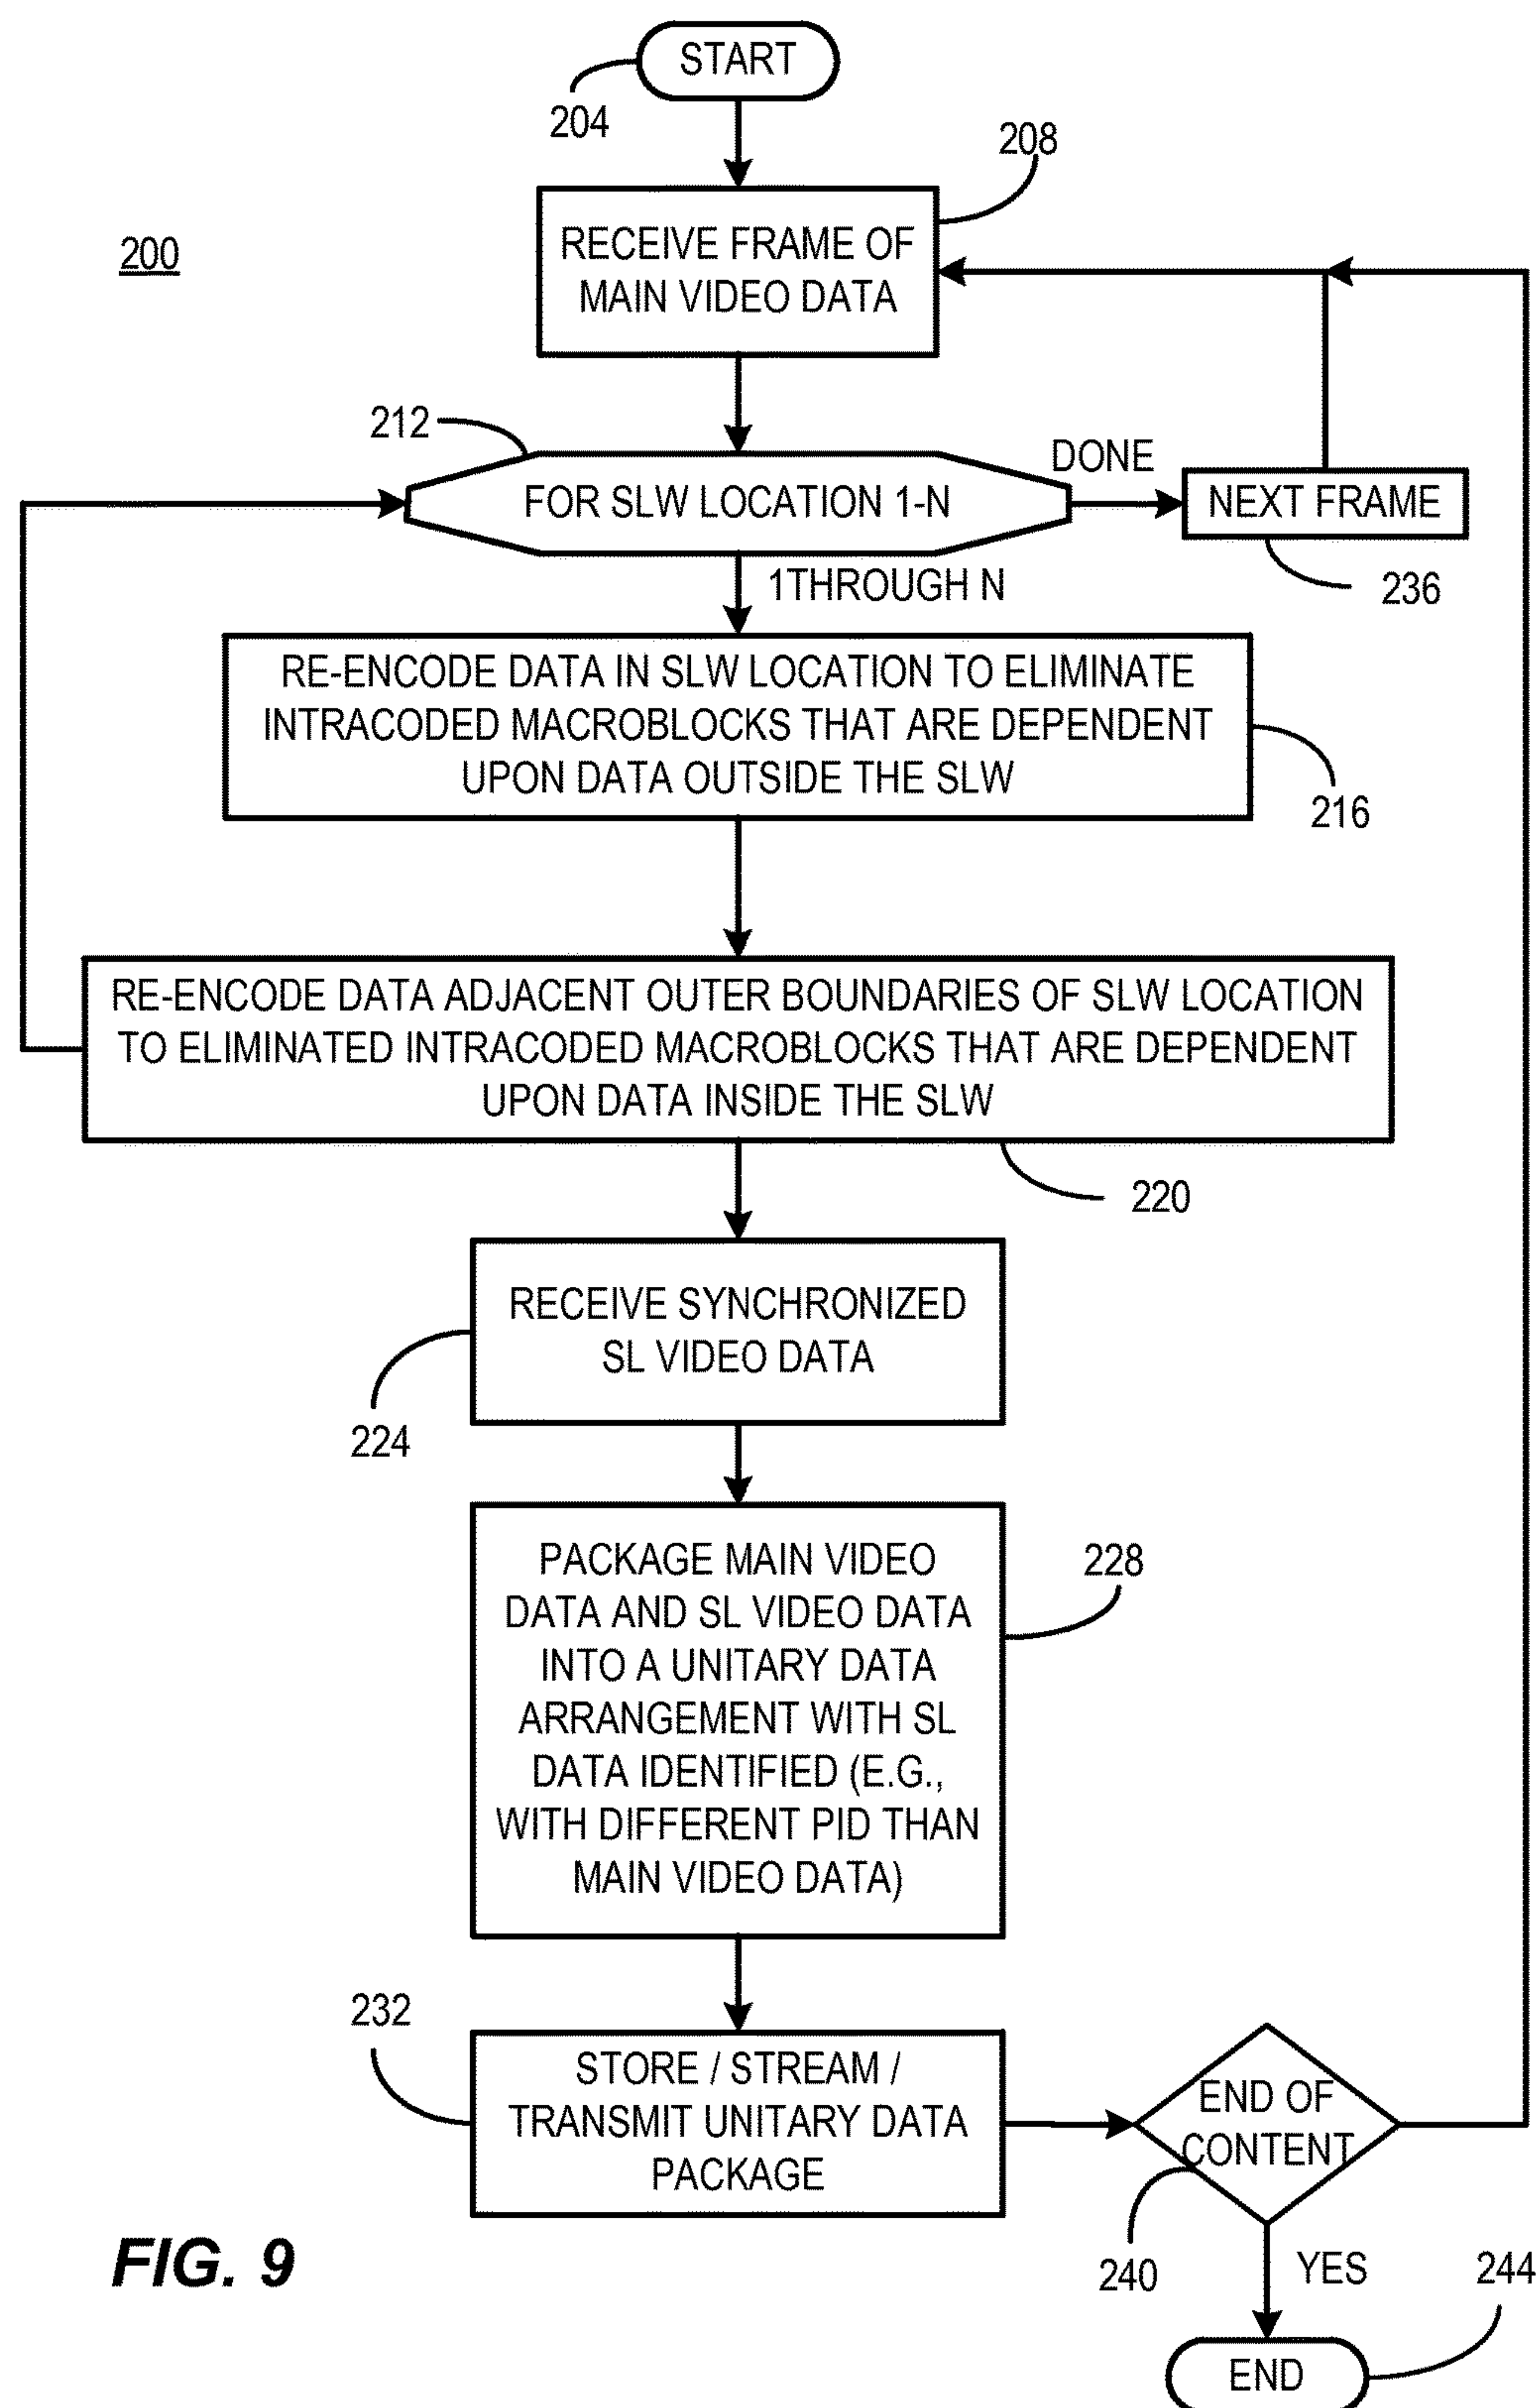 START
204
208
200
RECEIVE FRAME OF
MAIN VIDEO DATA
212
FOR SLW LOCATION 1-N
DONE
NEXT FRAME
236
1THROUGH N
RE-ENCODE DATA IN SLW LOCATION TO ELIMINATE
INTRACODED MACROBLOCKS THAT ARE DEPENDENT
UPON DATA OUTSIDE THE SLW
216
RE-ENCODE DATA ADJACENT OUTER BOUNDARIES OF SLW LOCATION
TO ELIMINATED INTRACODED MACROBLOCKS THAT ARE DEPENDENT
UPON DATA INSIDE THE SLW
220
RECEIVE SYNCHRONIZED
SL VIDEO DATA
224
PACKAGE MAIN VIDEO
DATA AND SL VIDEO DATA
INTO A UNITARY DATA
ARRANGEMENT WITH SL
DATA IDENTIFIED (E.G.,
WITH DIFFERENT PID THAN
MAIN VIDEO DATA)
228
232
STORE / STREAM /
TRANSMIT UNITARY DATA
PACKAGE
END OF
CONTENT
240
YES
244
END
FIG. 9